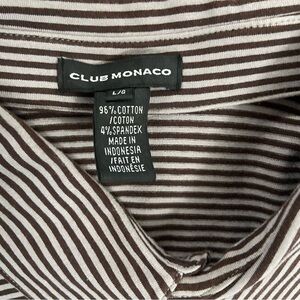 CLUB MONACO
L/G
96% COTTON
/COTON
4% SPANDEX
MADE IN
INDONESIA
/FAIT EN
INDONÉSIE